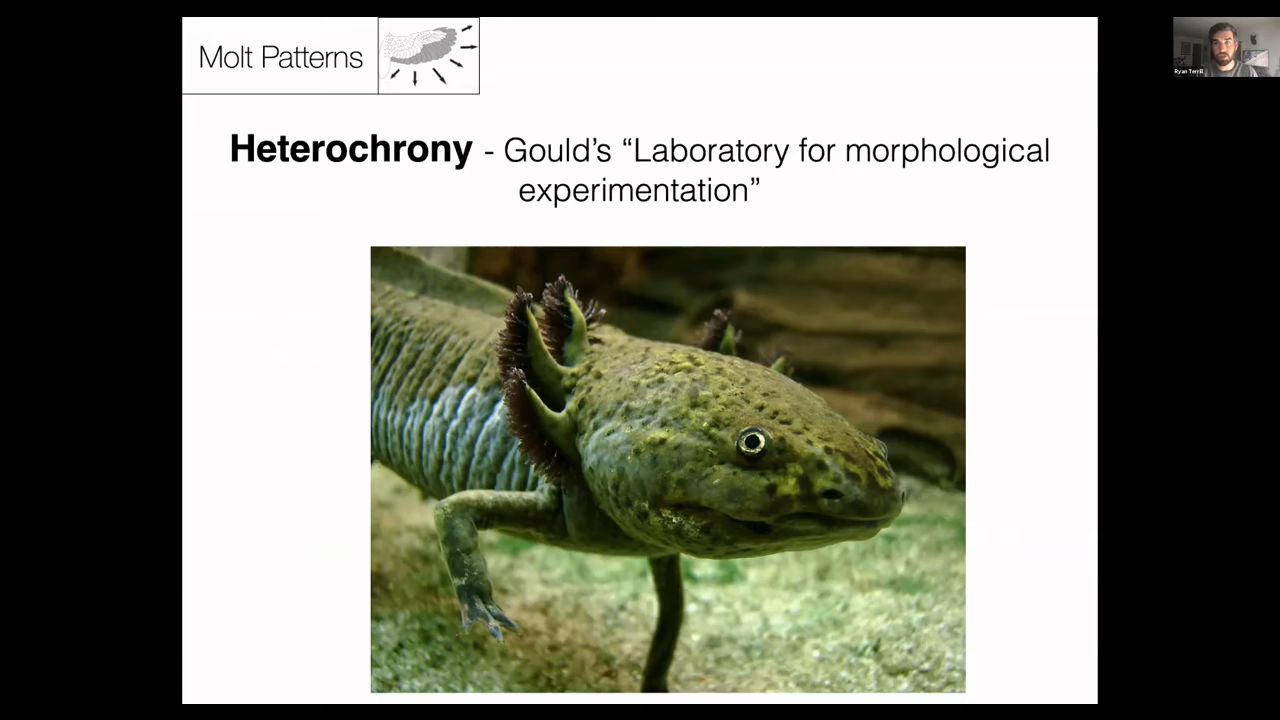 Molt Patterns
Heterochrony - Gould’s “Laboratory for morphological
experimentation”
Ryan Terrill